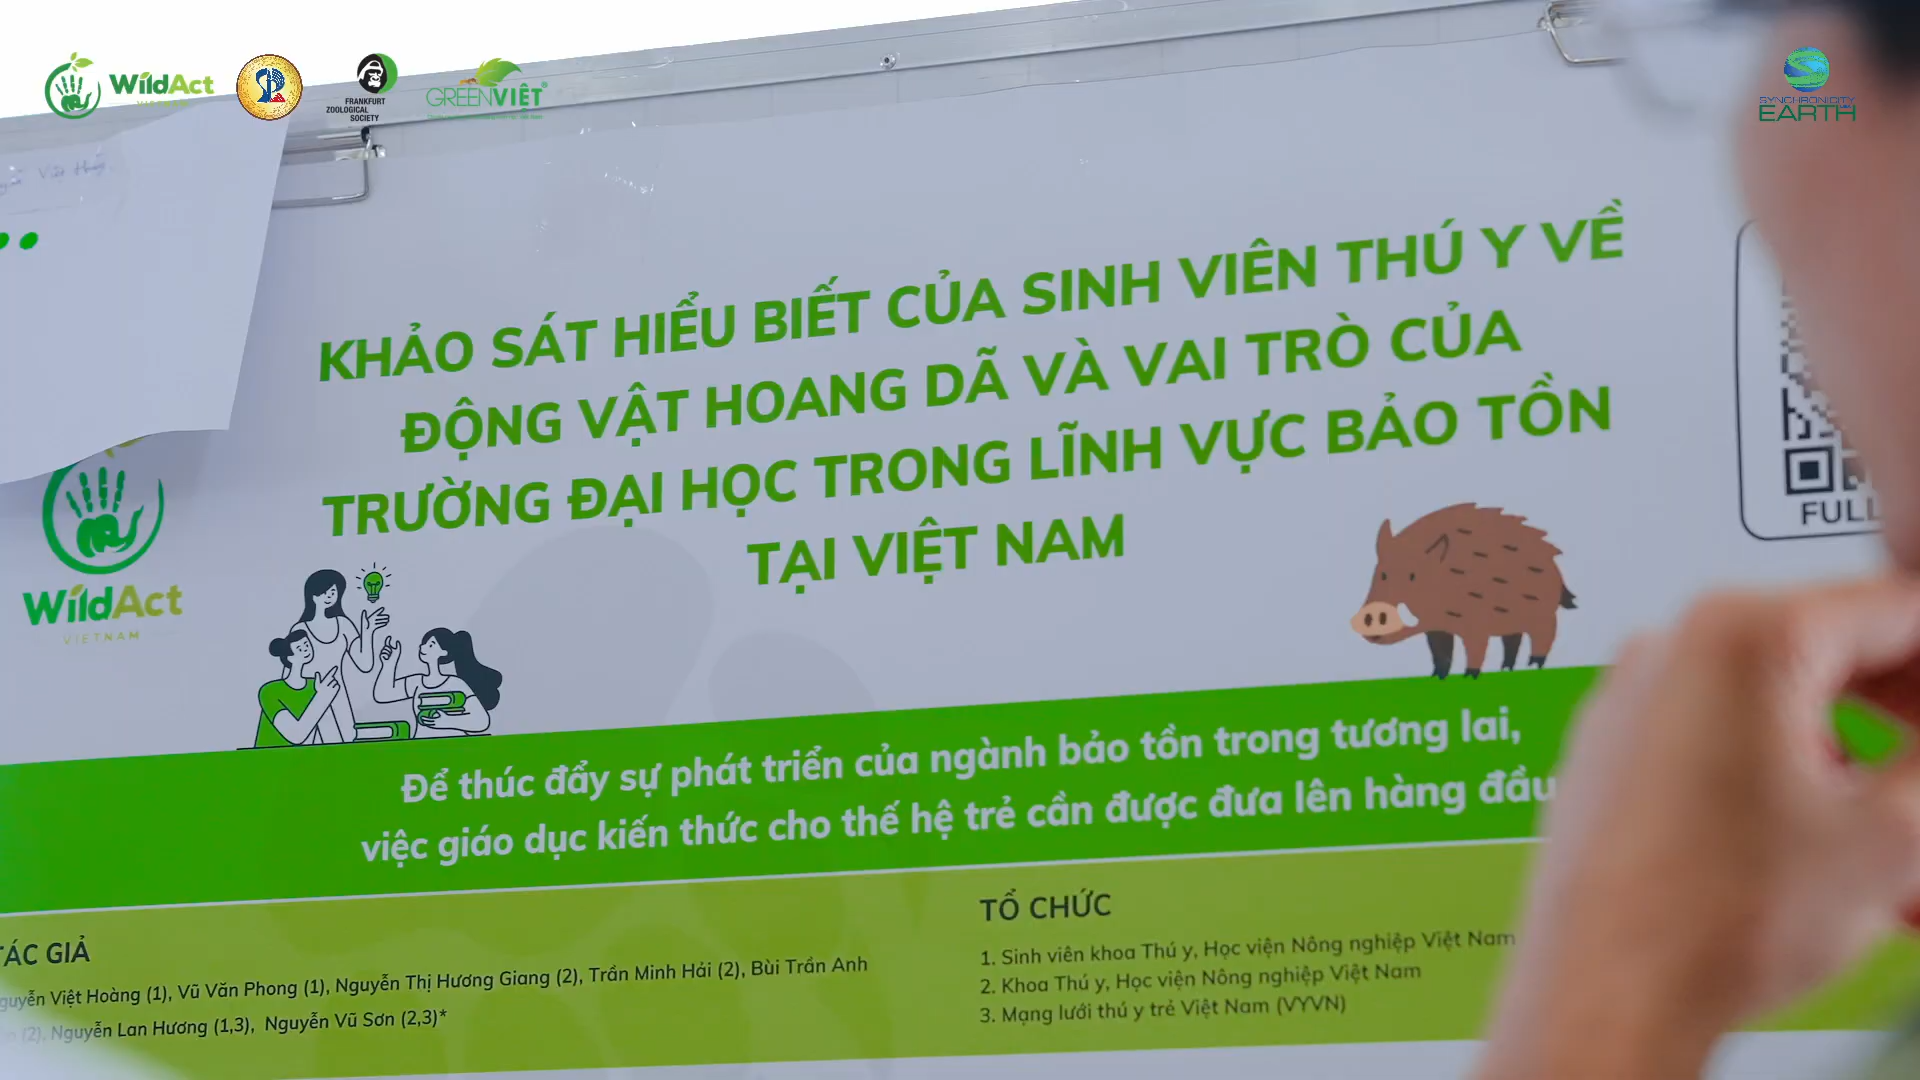 WildAct
VIETNAM
FRANKFURT
ZOOLOGICAL
SOCIETY
GREENVIỆT
SYNCHRONICITY
EARTH
KHẢO SÁT HIỂU BIẾT CỦA SINH VIÊN THÚ Y VỀ
ĐỘNG VẬT HOANG DÃ VÀ VAI TRÒ CỦA
TRƯỜNG ĐẠI HỌC TRONG LĨNH VỰC BẢO TỒN
TẠI VIỆT NAM
FULL
WildAct
VIETNAM
Để thúc đẩy sự phát triển của ngành bảo tồn trong tương lai,
việc giáo dục kiến thức cho thế hệ trẻ cần được đưa lên hàng đầu
TÁC GIẢ
Nguyễn Việt Hoàng (1), Vũ Văn Phong (1), Nguyễn Thị Hương Giang (2), Trần Minh Hải (2), Bùi Trần Anh
(2), Nguyễn Lan Hương (1,3), Nguyễn Vũ Sơn (2,3)*
TỔ CHỨC
1. Sinh viên khoa Thú y, Học viện Nông nghiệp Việt Nam
2. Khoa Thú y, Học viện Nông nghiệp Việt Nam
3. Mạng lưới thú y trẻ Việt Nam (VYVN)